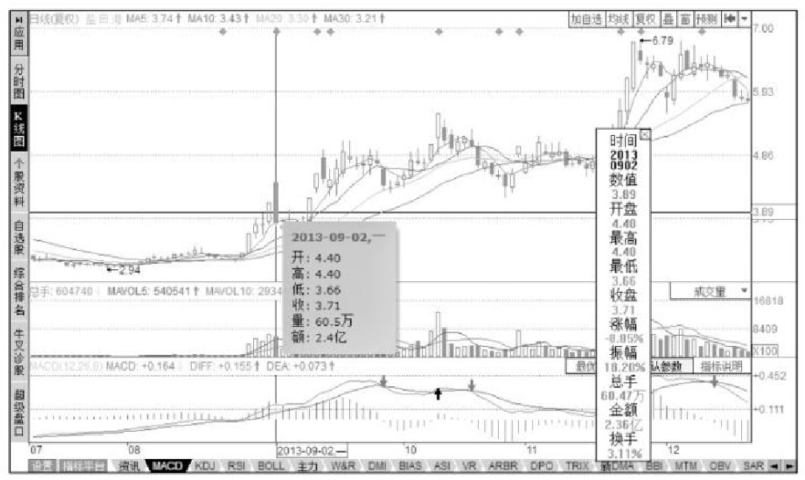 日线(复权) 盐田港 MA5: 3.74↑ MA10: 3.43↑ MA20: 3.30↑ MA30: 3.21↑
加自选 均线 复权 叠 窗 预测
应用
分时图
K线图
个股资料
自选股
综合排名
牛叉诊股
超级盘口
7.00
5.93
4.86
3.89
6.79
2.94
2013-09-02,一
开: 4.40
高: 4.40
低: 3.66
收: 3.71
量: 60.5万
额: 2.4亿
时间
2013
0902
数值
3.89
开盘
4.40
最高
4.40
最低
3.66
收盘
3.71
涨幅
-8.85%
振幅
18.20%
总手
60.47万
金额
2.36亿
换手
3.11%
总手: 604740 MAVOL5: 540541↑ MAVOL10: 2934
成交量
16818
8409
X100
MACD(12,26,9) MACD: +0.164 DIFF: +0.155↑ DEA: +0.073↑
指标说明
+0.452
+0.111
07 08 2013-09-02,一 10 11 12
设置 指标平台 资讯 MACD KDJ RSI BOLL 主力 W&R DMI BIAS ASI VR ARBR DPO TRIX DMA BBI MTM OBV SAR